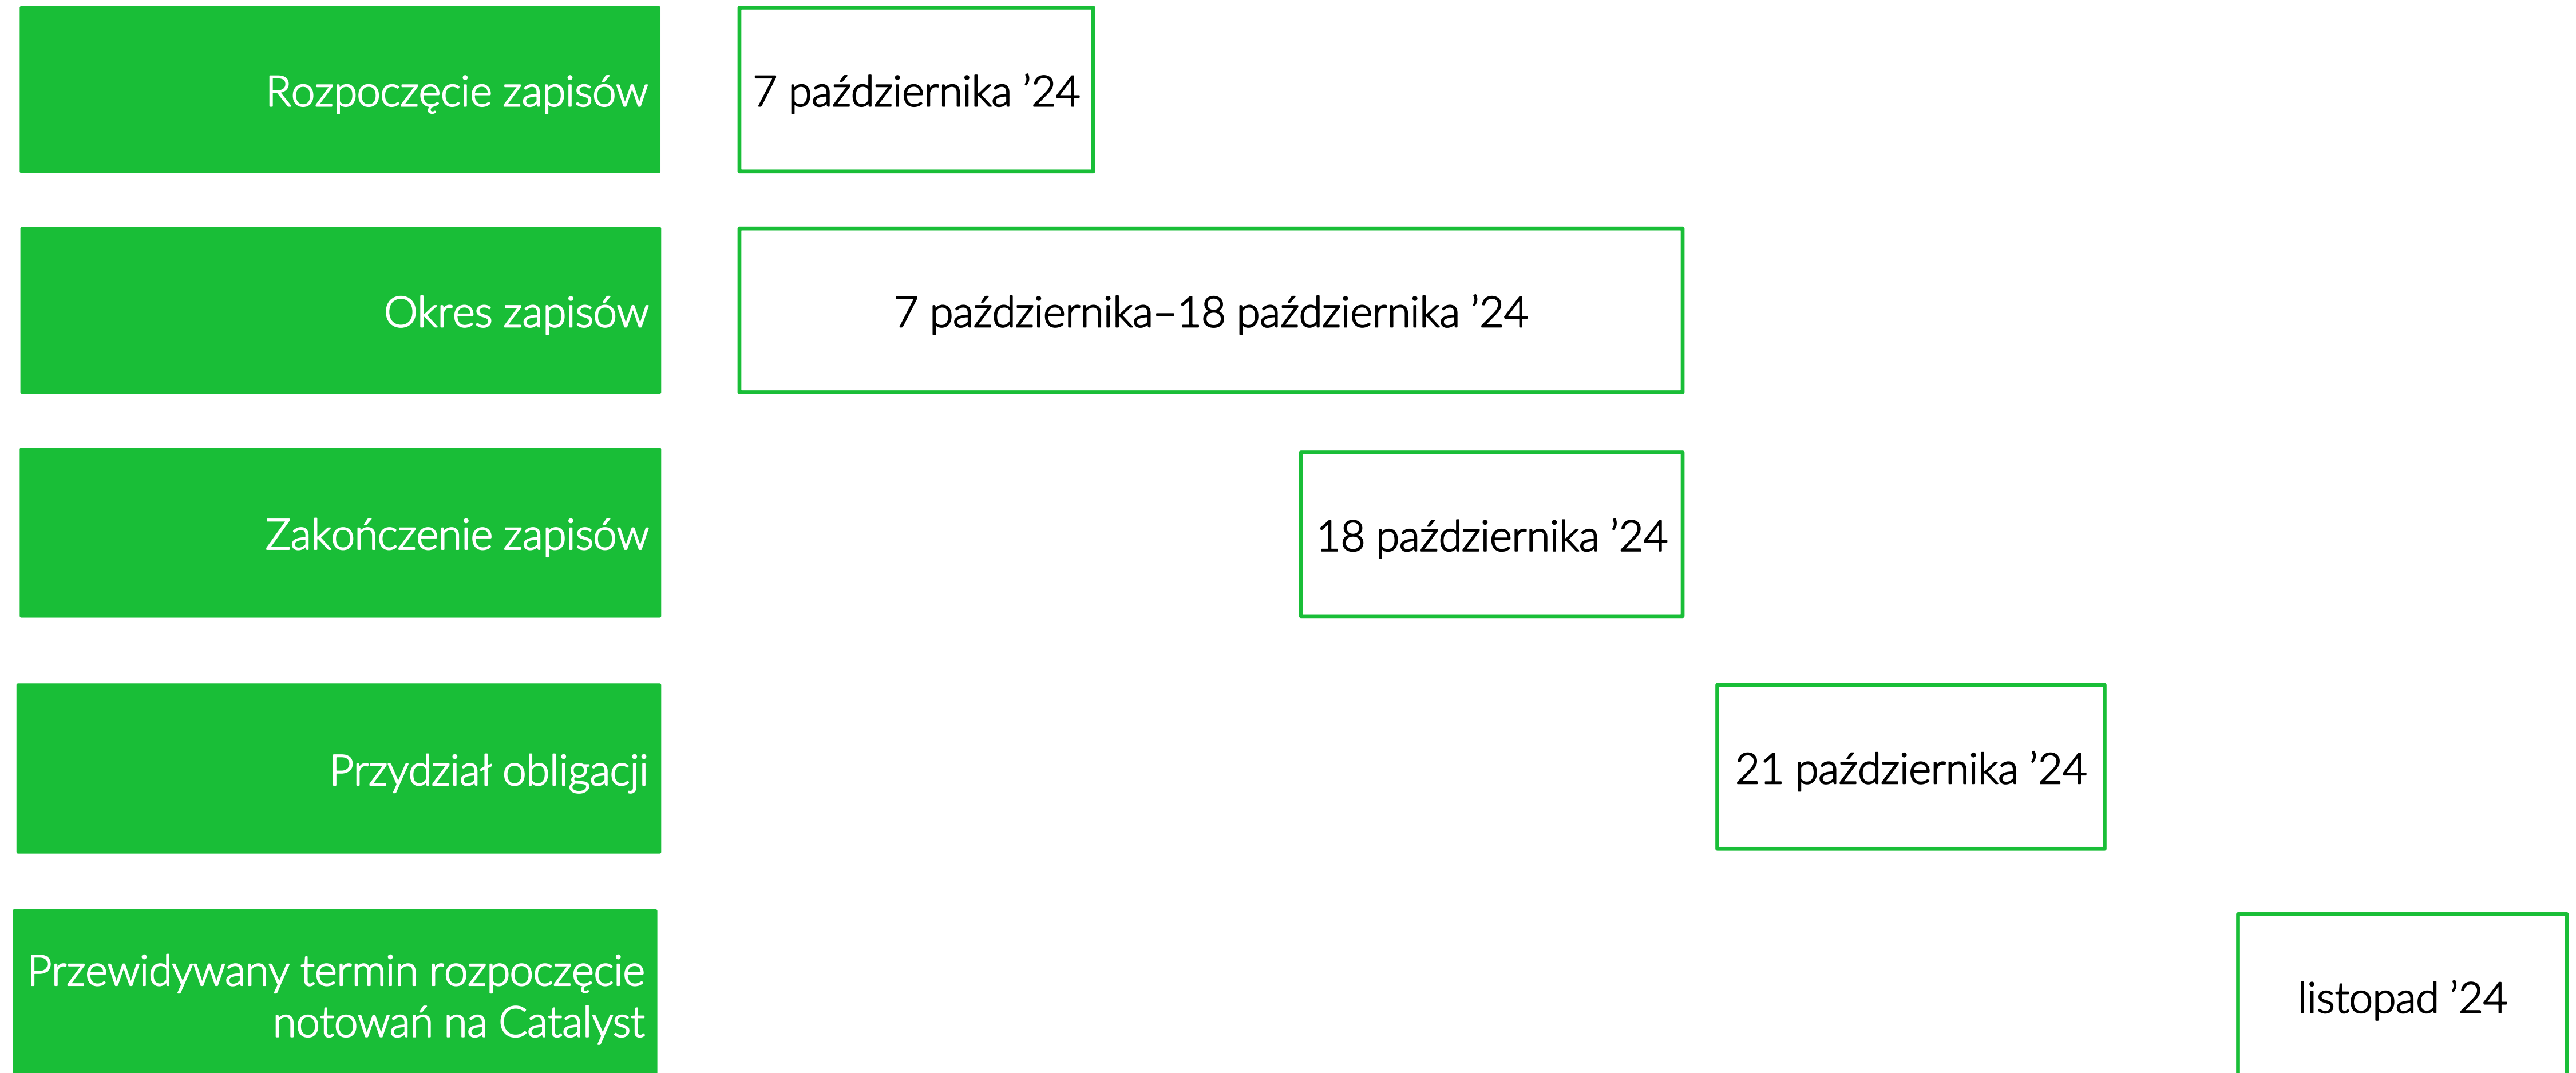 Rozpoczęcie zapisów
7 października ’24
Okres zapisów
7 października–18 października ’24
Zakończenie zapisów
18 października ’24
Przydział obligacji
21 października ’24
Przewidywany termin rozpoczęcie
notowań na Catalyst
listopad ’24